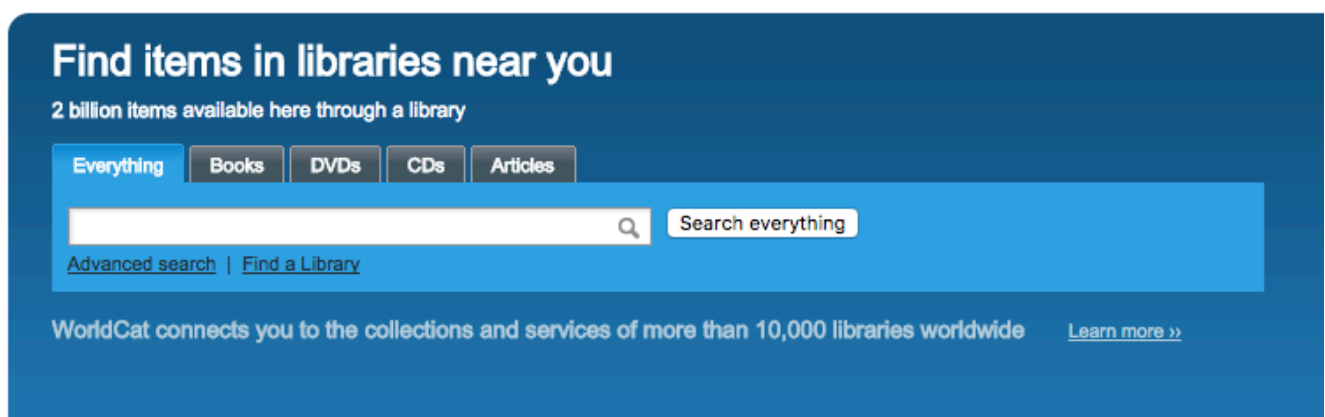 Find items in libraries near you
2 billion items available here through a library
Everything Books DVDs CDs Articles
Search everything
Advanced search | Find a Library
WorldCat connects you to the collections and services of more than 10,000 libraries worldwide Learn more ››